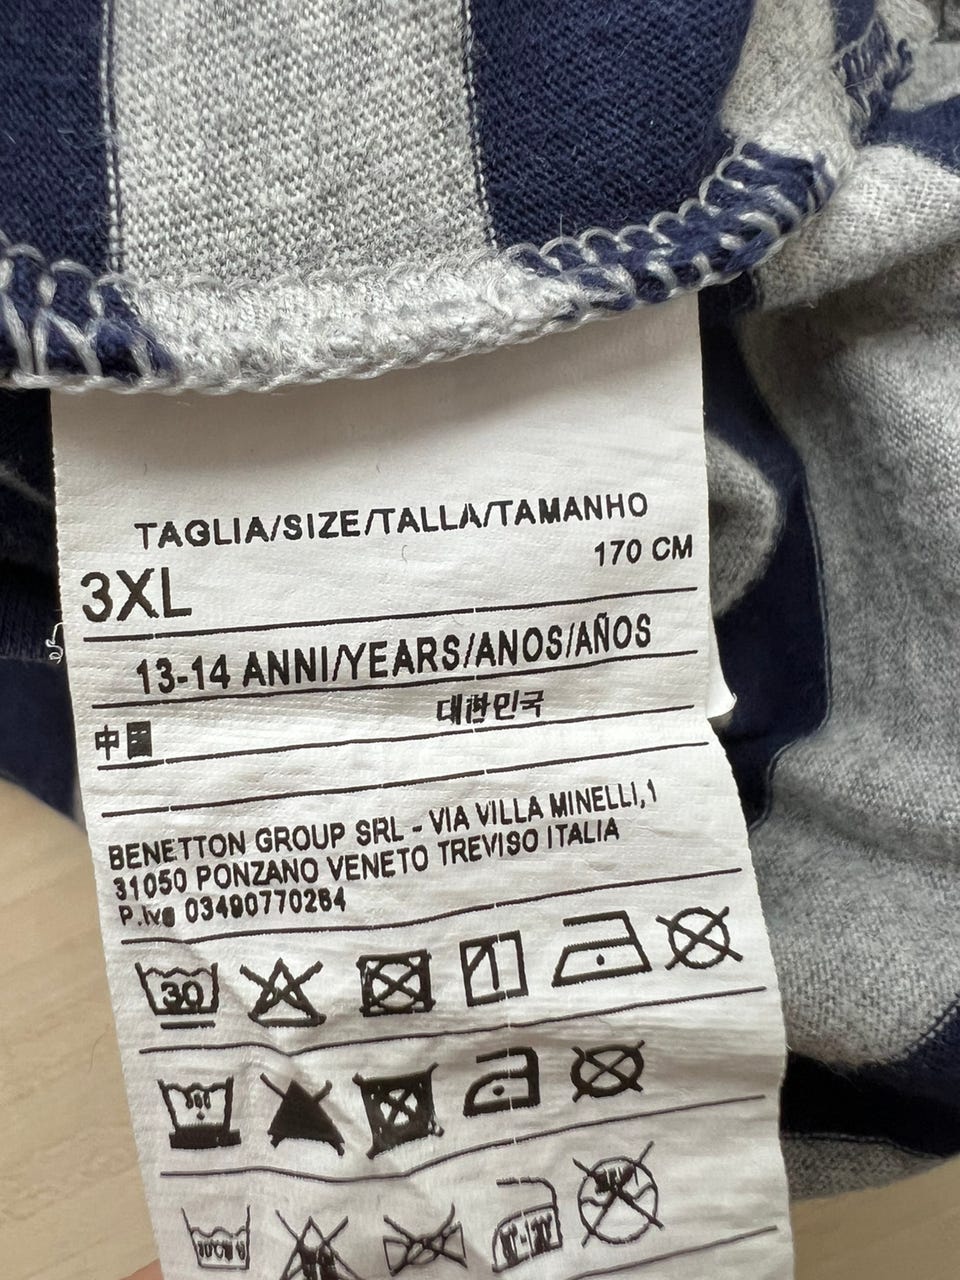 TAGLIA/SIZE/TALLA/TAMANHO
170 CM
3XL
13-14 ANNI/YEARS/ANOS/AÑOS
대한민국
中国
BENETTON GROUP SRL - VIA VILLA MINELLI,1
31050 PONZANO VENETO TREVISO ITALIA
P.Iva 03490770264
30